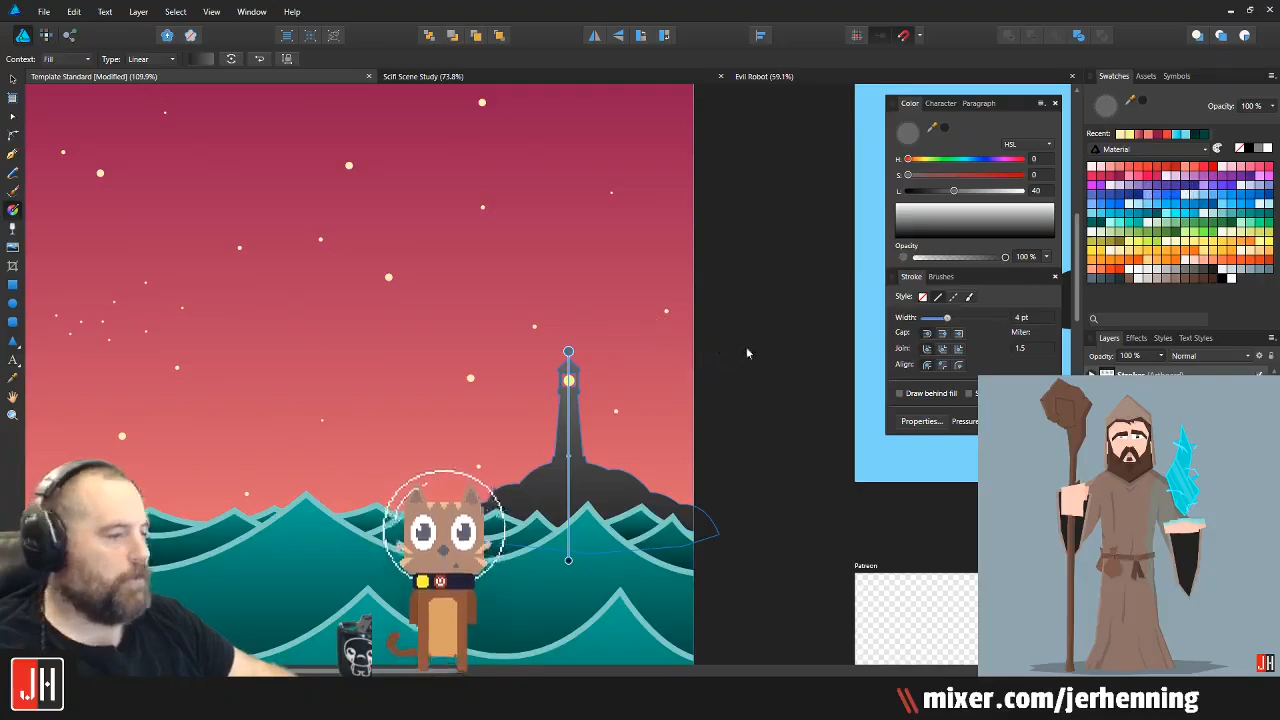 File Edit Text Layer Select View Window Help
Context: Fill Type: Linear
Template Standard [Modified] (109.9%) Scifi Scene Study (73.8%) Evil Robot (59.1%)
Color Character Paragraph
HSL
H: 0
S: 0
L: 40
Opacity
100 %
Stroke Brushes
Style:
Width: 4 pt
Cap: Miter:
Join: 1.5
Align:
Draw behind fill
Properties... Pressure
Swatches Assets Symbols
Opacity: 100 %
Recent:
Material
Layers Effects Styles Text Styles
Opacity: 100 % Normal
Patreon
JH
JH
\\ mixer.com/jerhenning